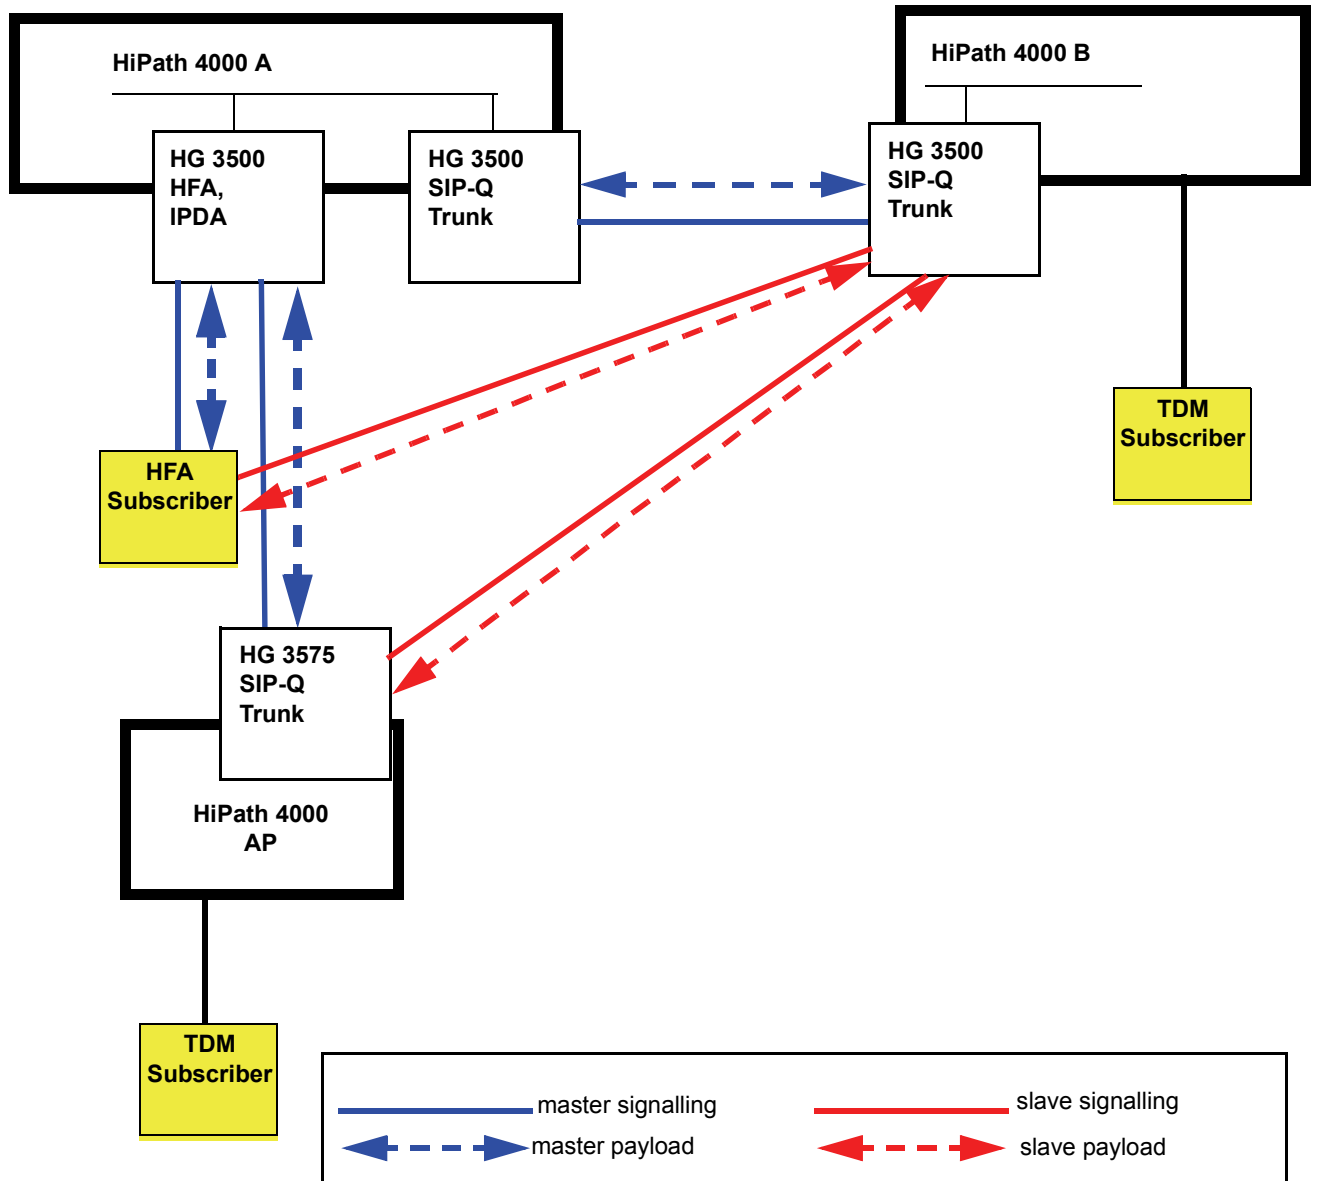 HiPath 4000 A
HiPath 4000 B
HG 3500
HFA,
IPDA
HG 3500
SIP-Q
Trunk
HG 3500
SIP-Q
Trunk
HFA
Subscriber
TDM
Subscriber
HG 3575
SIP-Q
Trunk
HiPath 4000
AP
TDM
Subscriber
master signalling
slave signalling
master payload
slave payload